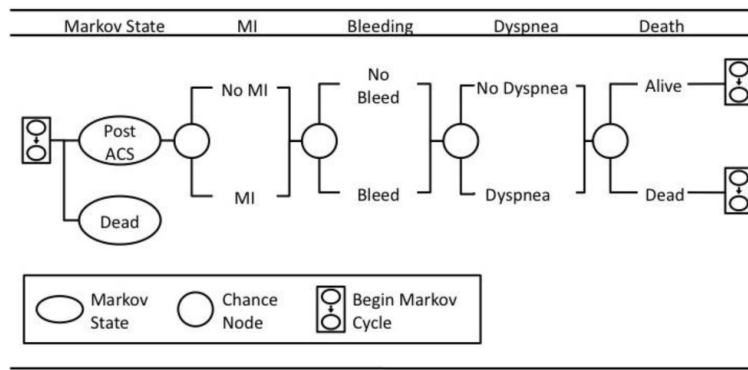 Markov State MI Bleeding Dyspnea Death
No MI
No
Bleed
No Dyspnea
Alive
Post
ACS
MI
Bleed
Dyspnea
Dead
Dead
Markov
State
Chance
Node
Begin Markov
Cycle